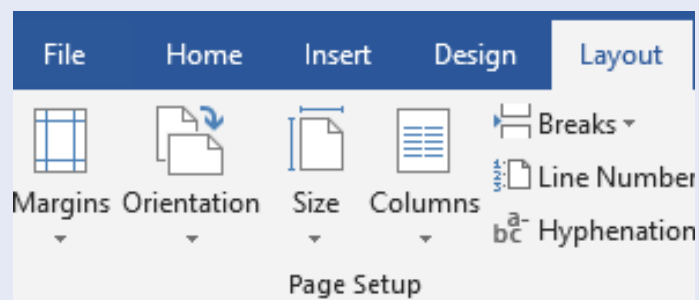 File Home Insert Design Layout
Breaks
Line Number
Margins Orientation Size Columns
Hyphenation
Page Setup